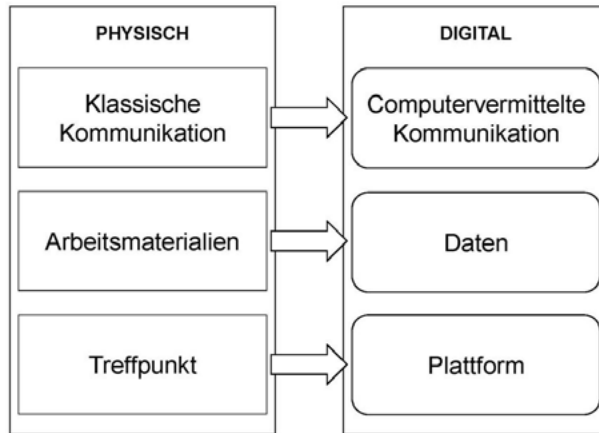 PHYSISCH
DIGITAL
Klassische
Kommunikation
Computervermittelte
Kommunikation
Arbeitsmaterialien
Daten
Treffpunkt
Plattform